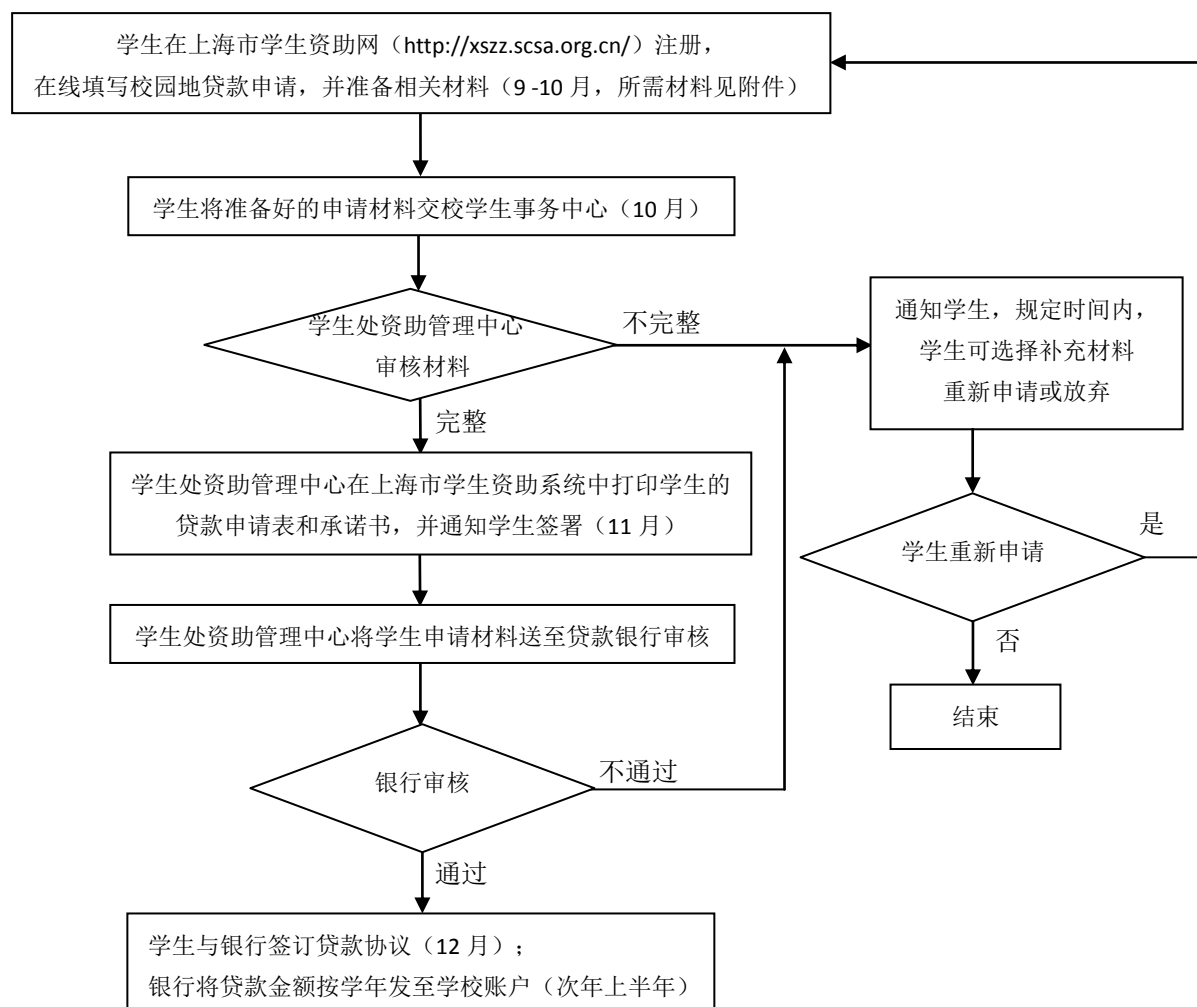 学生在上海市学生资助网（http://xszz.scsa.org.cn/）注册，
在线填写校园地贷款申请，并准备相关材料（9 -10 月，所需材料见附件）
学生将准备好的申请材料交校学生事务中心（10 月）
学生处资助管理中心
审核材料
不完整
通知学生，规定时间内，
学生可选择补充材料
重新申请或放弃
完整
学生处资助管理中心在上海市学生资助系统中打印学生的
贷款申请表和承诺书，并通知学生签署（11 月）
学生重新申请
是
学生处资助管理中心将学生申请材料送至贷款银行审核
否
结束
银行审核
不通过
通过
学生与银行签订贷款协议（12 月）；
银行将贷款金额按学年发至学校账户（次年上半年）